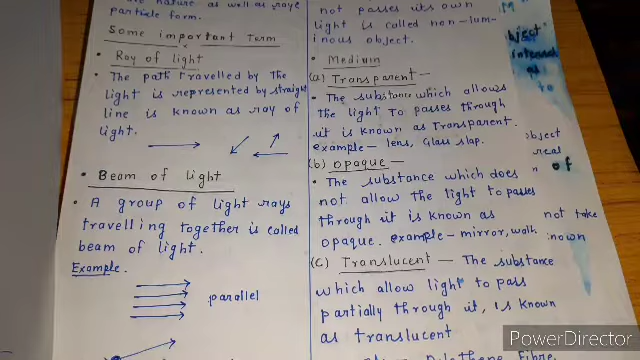 nature as well as rays
particle form.
Some important Term
Ray of light
The path travelled by the
light is represented by straight
line is known as ray of
light.
Beam of light
A group of light rays
travelling together is called
beam of light.
Example.
parallel
not passes its own
light is called non-lum-
inous object.
Medium
(a) Transparent -
The substance which allows
the light to passes through
it is known as Transparent.
example - lens, Glass slap.
(b) opaque -
The substance which does
not allow the light to passes
through it is known as
opaque. example - mirror, walk
(C) Translucent - The substance
which allow light to pass
partially through it, is known
as translucent
Fibre.
object
real
of
not take
nown
PowerDirector